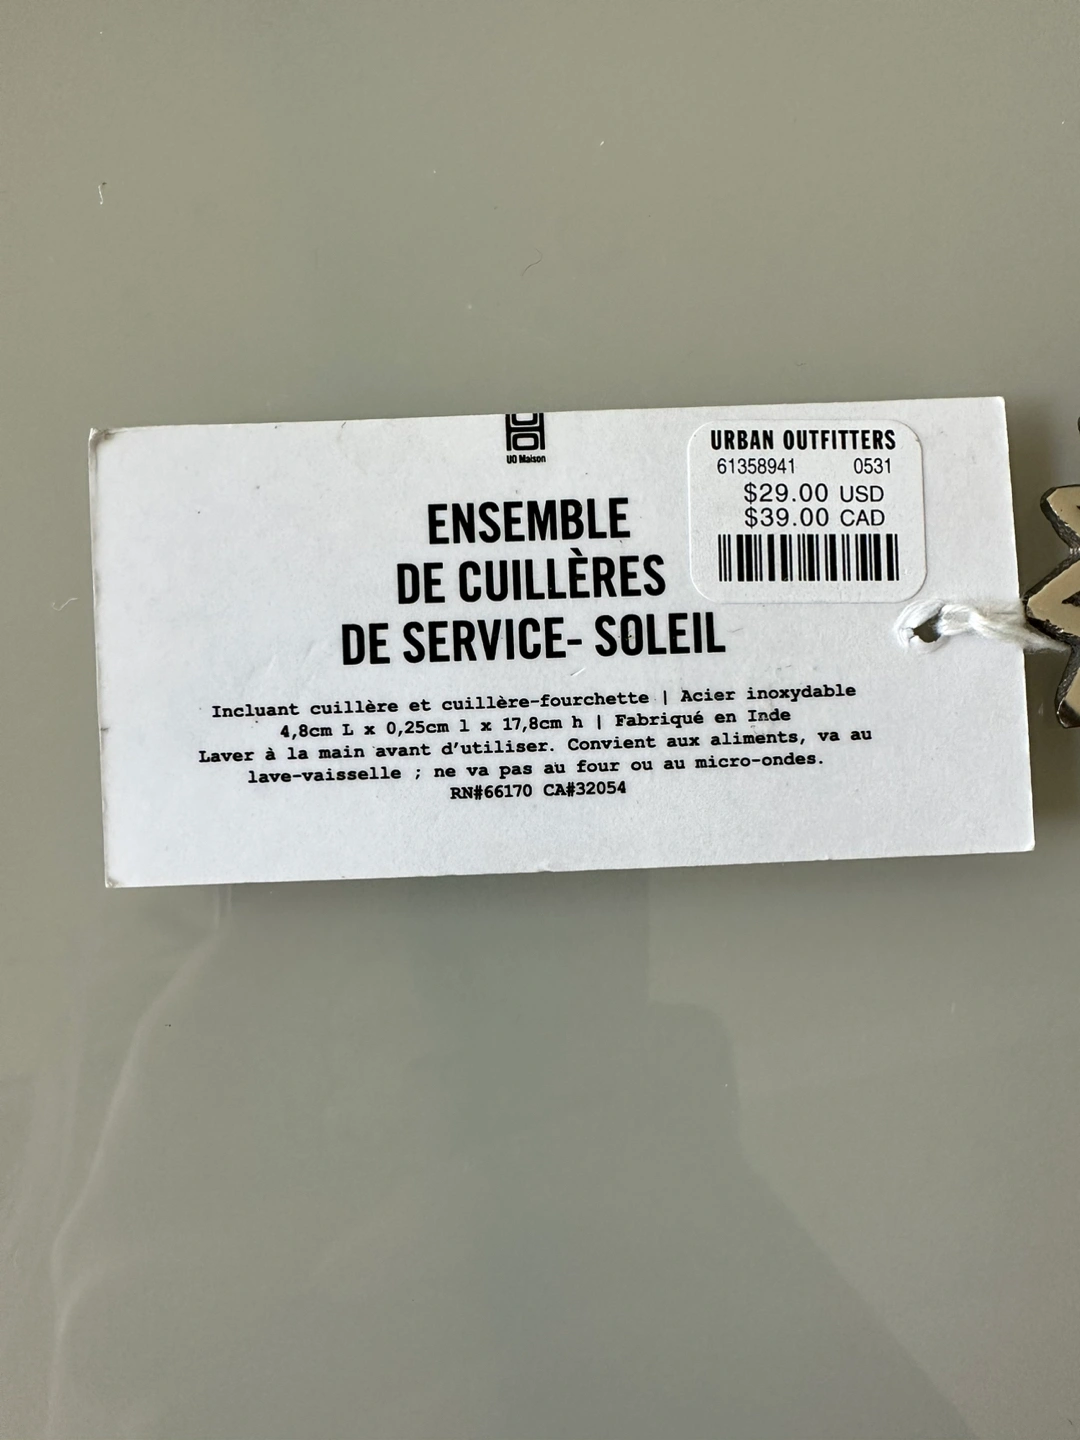 UO Maison
URBAN OUTFITTERS
61358941 0531
$29.00 USD
$39.00 CAD
ENSEMBLE
DE CUILLÈRES
DE SERVICE- SOLEIL
Incluant cuillère et cuillère-fourchette | Acier inoxydable
4,8cm L x 0,25cm l x 17,8cm h | Fabriqué en Inde
Laver à la main avant d'utiliser. Convient aux aliments, va au
lave-vaisselle ; ne va pas au four ou au micro-ondes.
RN#66170 CA#32054